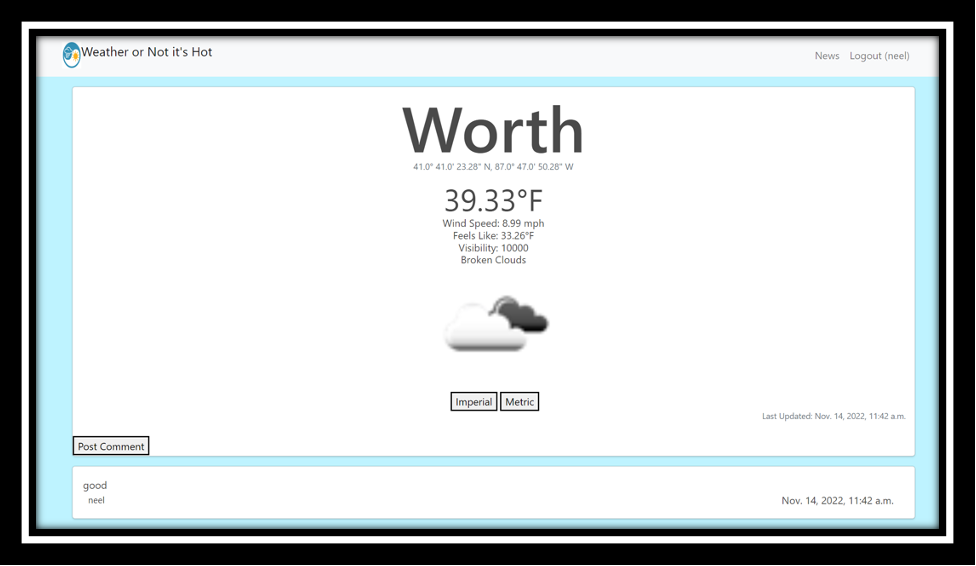 Weather or Not it's Hot
News Logout (neel)
Worth
41.0° 41.0' 23.28" N, 87.0° 47.0' 50.28" W
39.33°F
Wind Speed: 8.99 mph
Feels Like: 33.26°F
Visibility: 10000
Broken Clouds
Imperial Metric
Last Updated: Nov. 14, 2022, 11:42 a.m.
Post Comment
good
neel Nov. 14, 2022, 11:42 a.m.